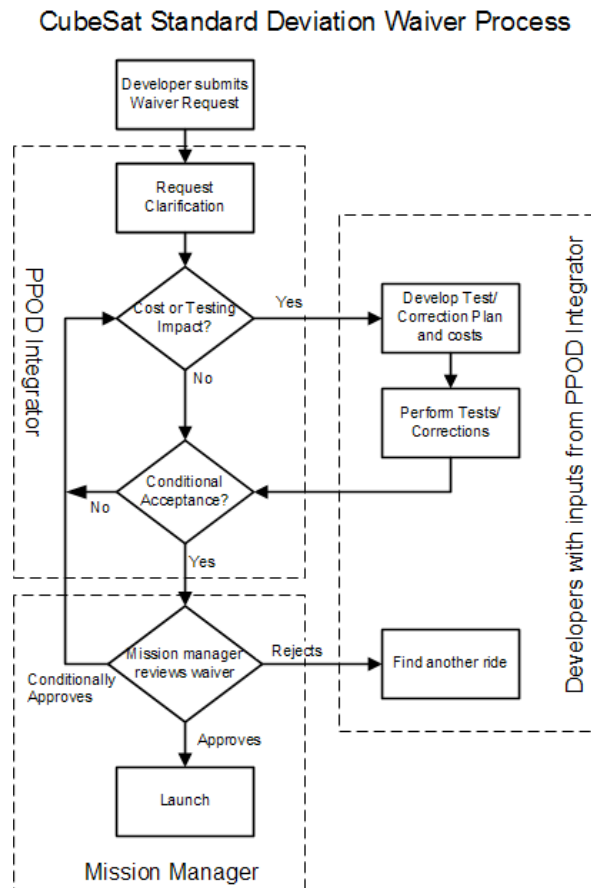 CubeSat Standard Deviation Waiver Process
Developer submits
Waiver Request
Request
Clarification
PPOD Integrator
Cost or Testing
Impact?
Yes
No
Develop Test/
Correction Plan
and costs
Perform Tests/
Corrections
Developers with inputs from PPOD Integrator
Conditional
Acceptance?
No
Yes
Mission manager
reviews waiver
Rejects
Find another ride
Conditionally
Approves
Approves
Launch
Mission Manager